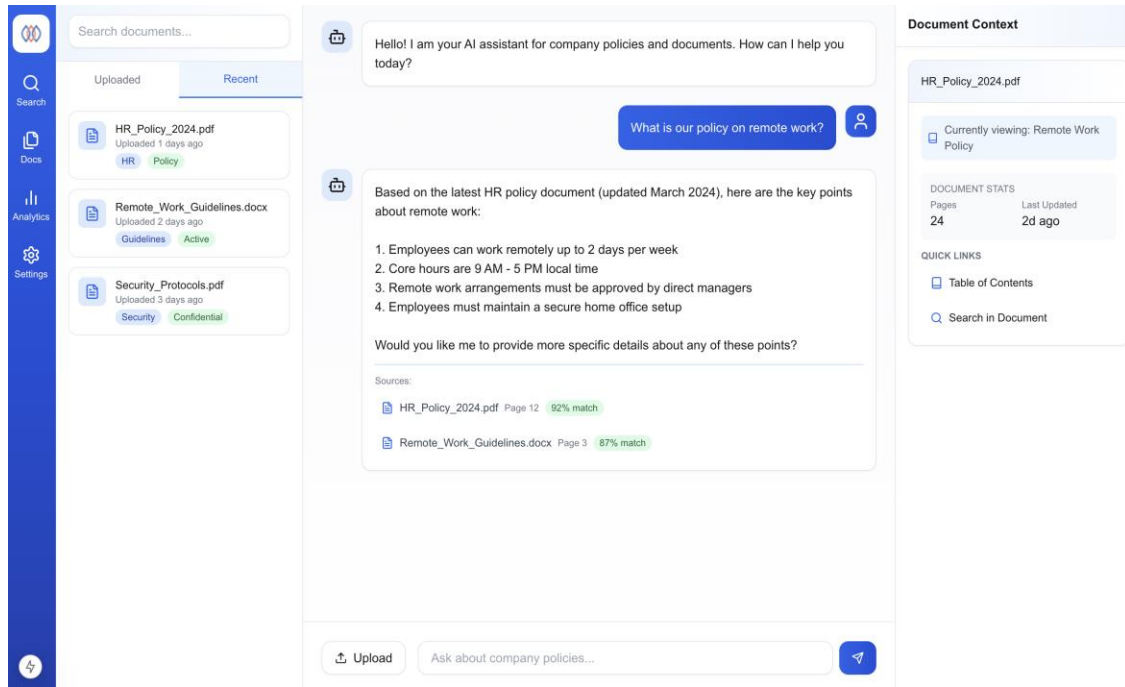 Search
Docs
Analytics
Settings
Search documents...
Uploaded
Recent
HR_Policy_2024.pdf
Uploaded 1 days ago
HR
Policy
Remote_Work_Guidelines.docx
Uploaded 2 days ago
Guidelines
Active
Security_Protocols.pdf
Uploaded 3 days ago
Security
Confidential
Hello! I am your AI assistant for company policies and documents. How can I help you
today?
What is our policy on remote work?
Based on the latest HR policy document (updated March 2024), here are the key points
about remote work:
1. Employees can work remotely up to 2 days per week
2. Core hours are 9 AM - 5 PM local time
3. Remote work arrangements must be approved by direct managers
4. Employees must maintain a secure home office setup
Would you like me to provide more specific details about any of these points?
Sources:
HR_Policy_2024.pdf Page 12 92% match
Remote_Work_Guidelines.docx Page 3 87% match
Upload
Ask about company policies...
Document Context
HR_Policy_2024.pdf
Currently viewing: Remote Work
Policy
DOCUMENT STATS
Pages
Last Updated
24
2d ago
QUICK LINKS
Table of Contents
Search in Document